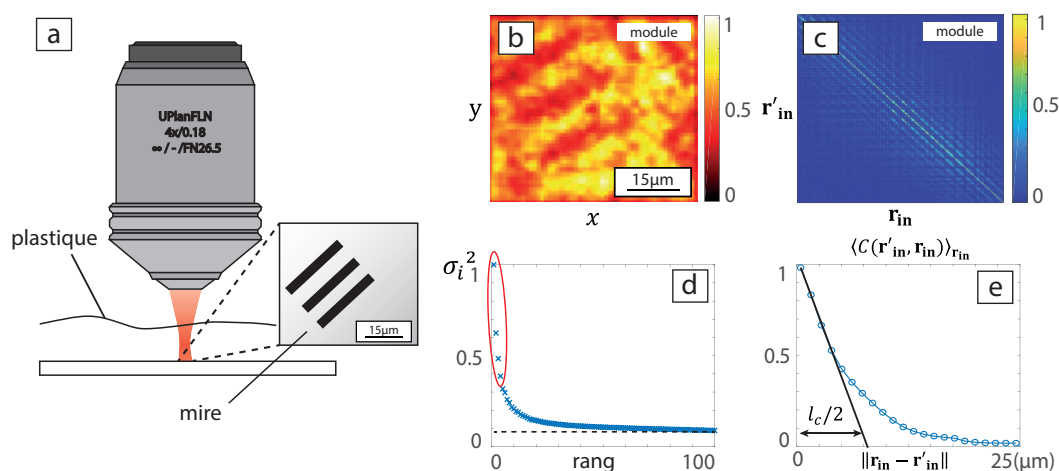 a
UPlanFLN
4x/0.18
∞/-/FN26.5
plastique
15μm
mire
b
module
1
y
0.5
15μm
0
x
c
module
1
r'in
0.5
0
rin
σi²
1
d
0.5
0
0
rang
100
⟨C(r'in, rin)⟩rin
e
1
0.5
lc/2
0
0
‖rin − r'in‖
25(μm)